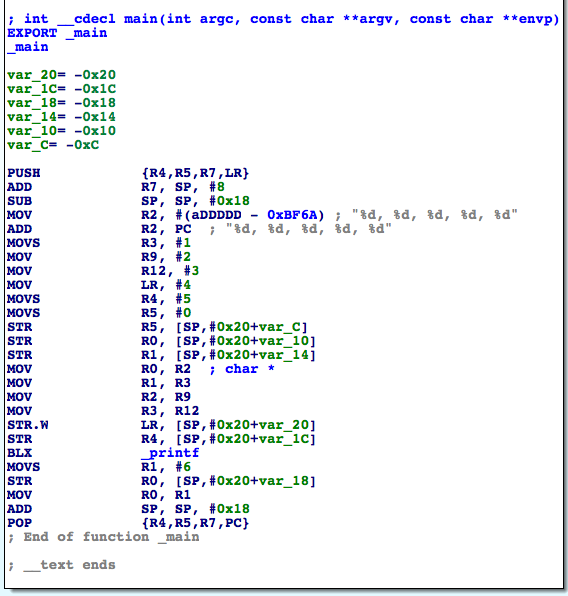 ; int __cdecl main(int argc, const char **argv, const char **envp)
EXPORT _main
_main
var_20= -0x20
var_1C= -0x1C
var_18= -0x18
var_14= -0x14
var_10= -0x10
var_C= -0xC
PUSH {R4,R5,R7,LR}
ADD R7, SP, #8
SUB SP, SP, #0x18
MOV R2, #(aDDDDD - 0xBF6A) ; "%d, %d, %d, %d, %d"
ADD R2, PC ; "%d, %d, %d, %d, %d"
MOVS R3, #1
MOV R9, #2
MOV R12, #3
MOV LR, #4
MOVS R4, #5
MOVS R5, #0
STR R5, [SP,#0x20+var_C]
STR R0, [SP,#0x20+var_10]
STR R1, [SP,#0x20+var_14]
MOV R0, R2 ; char *
MOV R1, R3
MOV R2, R9
MOV R3, R12
STR.W LR, [SP,#0x20+var_20]
STR R4, [SP,#0x20+var_1C]
BLX _printf
MOVS R1, #6
STR R0, [SP,#0x20+var_18]
MOV R0, R1
ADD SP, SP, #0x18
POP {R4,R5,R7,PC}
; End of function _main
; __text ends